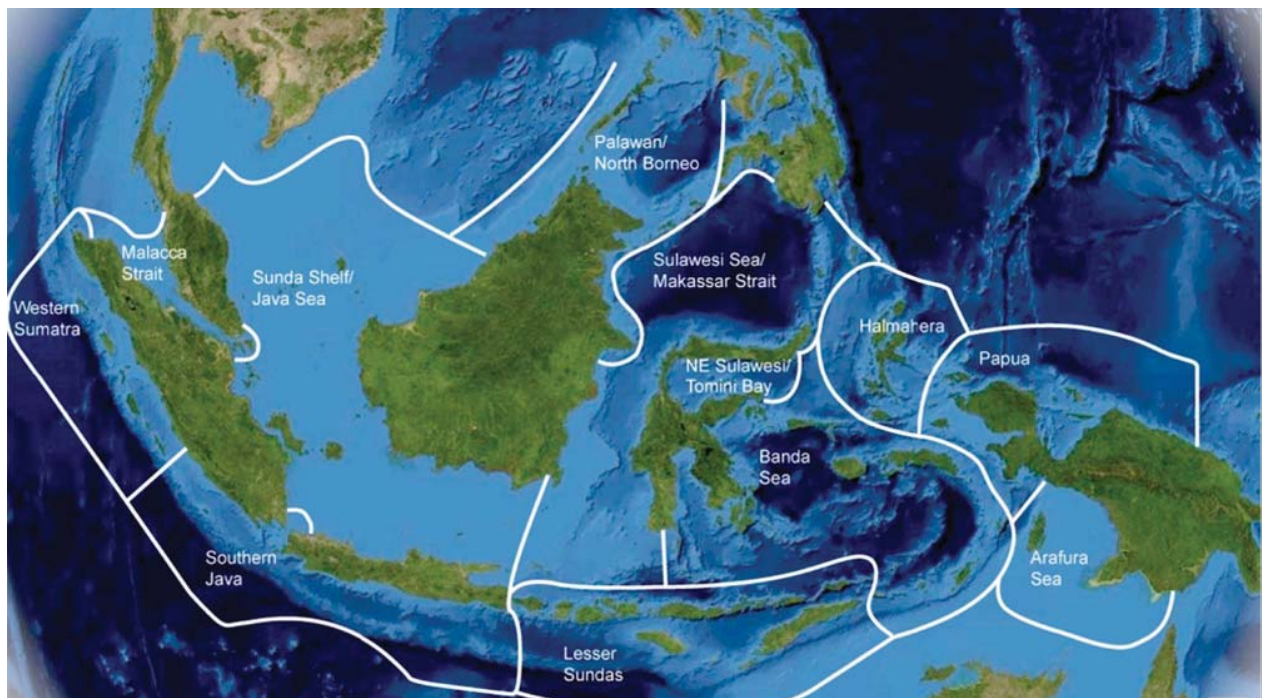 Palawan/
North Borneo
Malacca
Strait
Sunda Shelf/
Java Sea
Sulawesi Sea/
Makassar Strait
Western
Sumatra
Halmahera
NE Sulawesi/
Tomini Bay
Papua
Banda
Sea
Southern
Java
Arafura
Sea
Lesser
Sundas